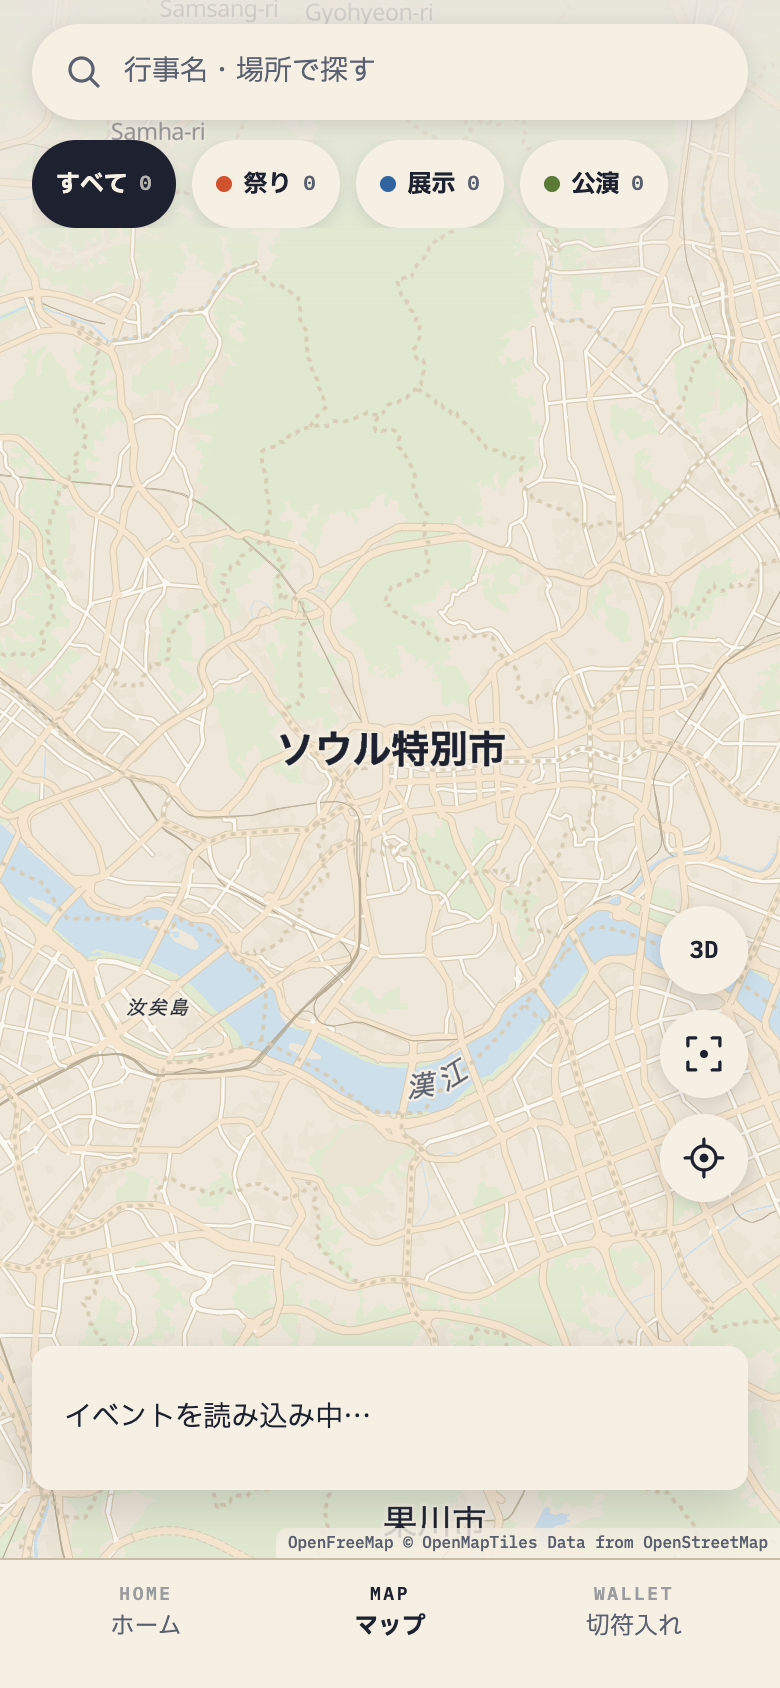 Samsang-ri
Gyohyeon-ri
行事名・場所で探す
Samha-ri
すべて 0
祭り 0
展示 0
公演 0
ソウル特別市
3D
汝矣島
漢江
イベントを読み込み中…
果川市
OpenFreeMap © OpenMapTiles Data from OpenStreetMap
HOME
ホーム
MAP
マップ
WALLET
切符入れ